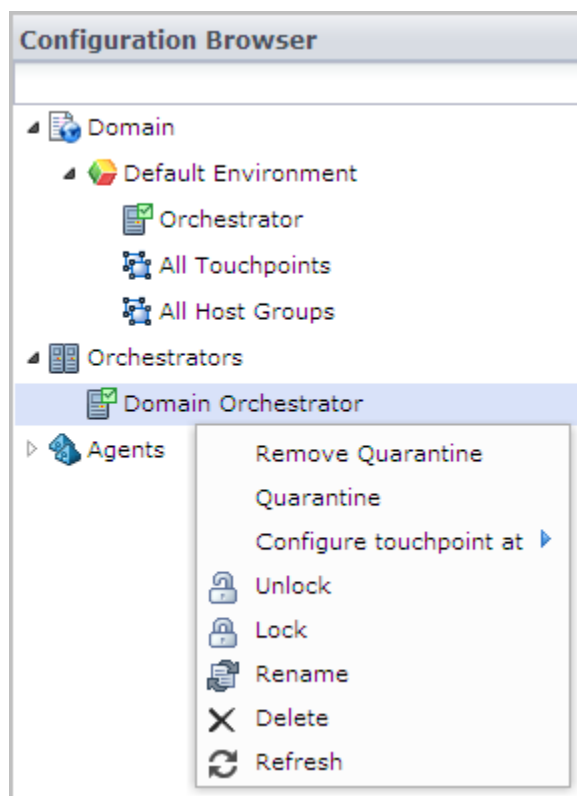 Configuration Browser
Domain
Default Environment
Orchestrator
All Touchpoints
All Host Groups
Orchestrators
Domain Orchestrator
Agents
Remove Quarantine
Quarantine
Configure touchpoint at
Unlock
Lock
Rename
Delete
Refresh